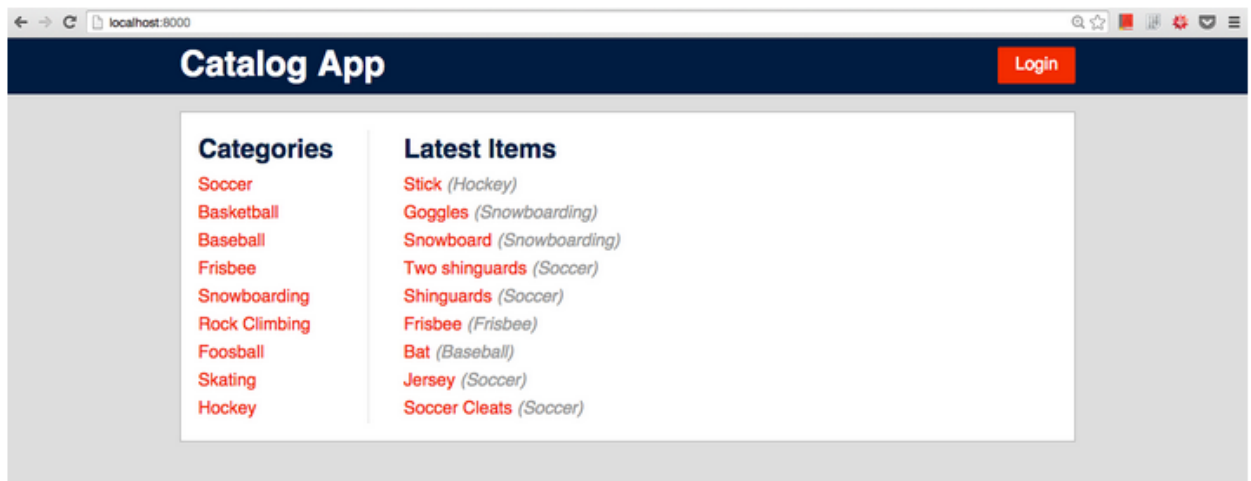 localhost:8000
Catalog App
Login
Categories
Soccer
Basketball
Baseball
Frisbee
Snowboarding
Rock Climbing
Foosball
Skating
Hockey
Latest Items
Stick (Hockey)
Goggles (Snowboarding)
Snowboard (Snowboarding)
Two shinguards (Soccer)
Shinguards (Soccer)
Frisbee (Frisbee)
Bat (Baseball)
Jersey (Soccer)
Soccer Cleats (Soccer)